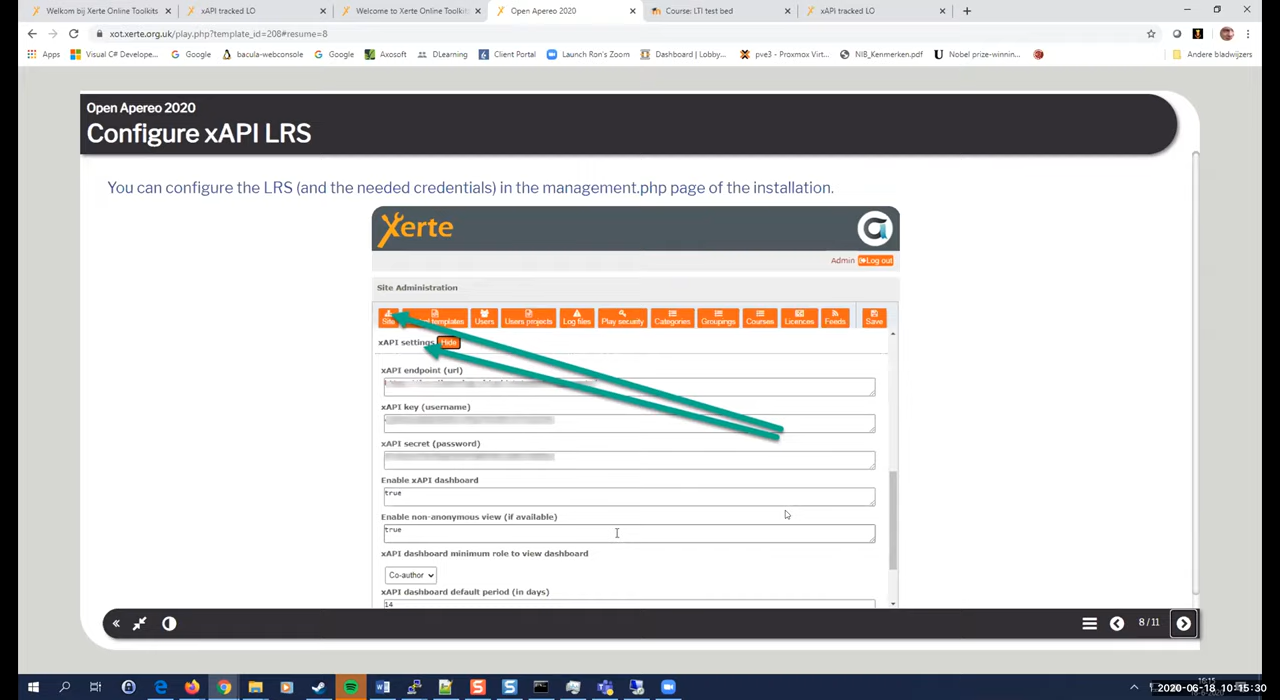 Welkom bij Xerte Online Toolkits
xAPI tracked LO
Welcome to Xerte Online Toolkits
Open Apereo 2020
Course: LTI test bed
xAPI tracked LO
xot.xerte.org.uk/play.php?template_id=208#resume=8
Apps
Visual C# Develope...
Google
bacula-webconsole
Google
Axosoft
DLearning
Client Portal
Launch Ron's Zoom
Dashboard | Lobby...
pve3 - Proxmox Virt...
NIB_Kenmerken.pdf
Nobel prize-winnin...
Andere bladwijzers
Open Apereo 2020
Configure xAPI LRS
You can configure the LRS (and the needed credentials) in the management.php page of the installation.
Xerte
Admin
Log out
Site Administration
Site
templates
Users
Users projects
Log files
Play security
Categories
Groupings
Courses
Licences
Feeds
Save
xAPI settings
Hide
xAPI endpoint (url)
xAPI key (username)
xAPI secret (password)
Enable xAPI dashboard
true
Enable non-anonymous view (if available)
true
xAPI dashboard minimum role to view dashboard
Co-author
xAPI dashboard default period (in days)
14
8 / 11
2020-06-18 10:15:30